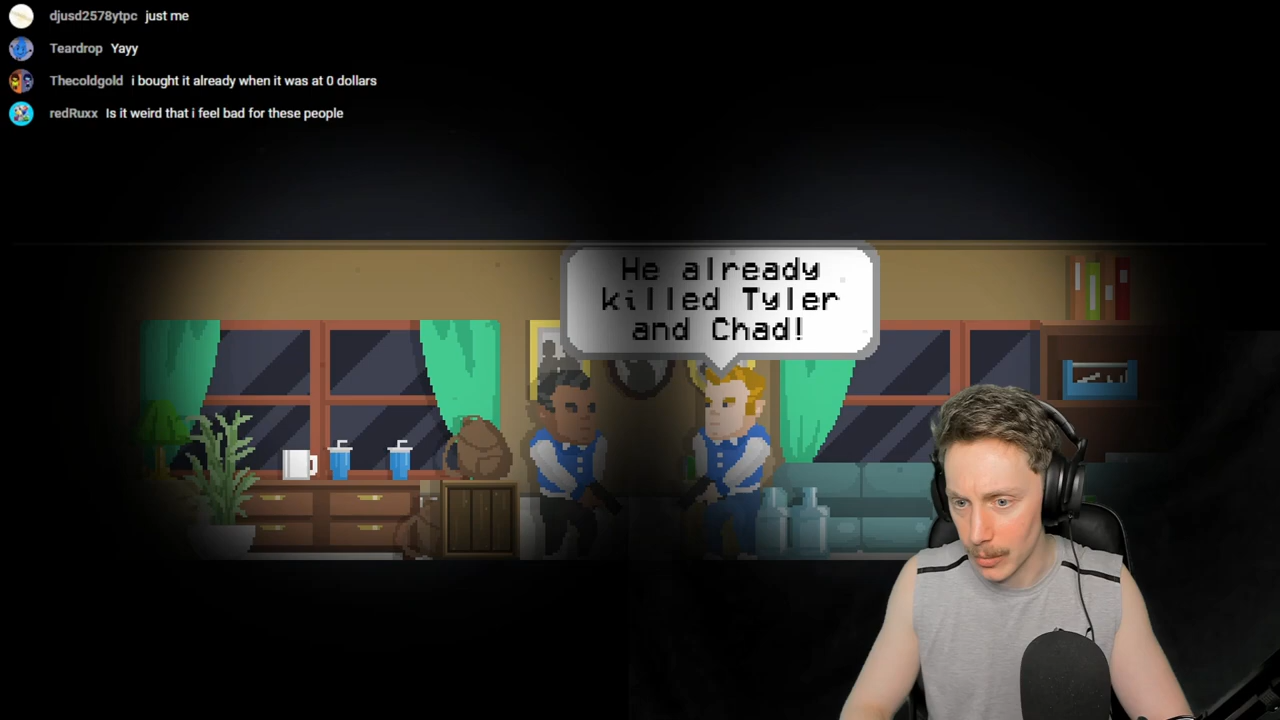 djusd2578ytpc just me
Teardrop Yayy
Thecoldgold i bought it already when it was at 0 dollars
redRuxx Is it weird that i feel bad for these people
He already
killed Tyler
and Chad!